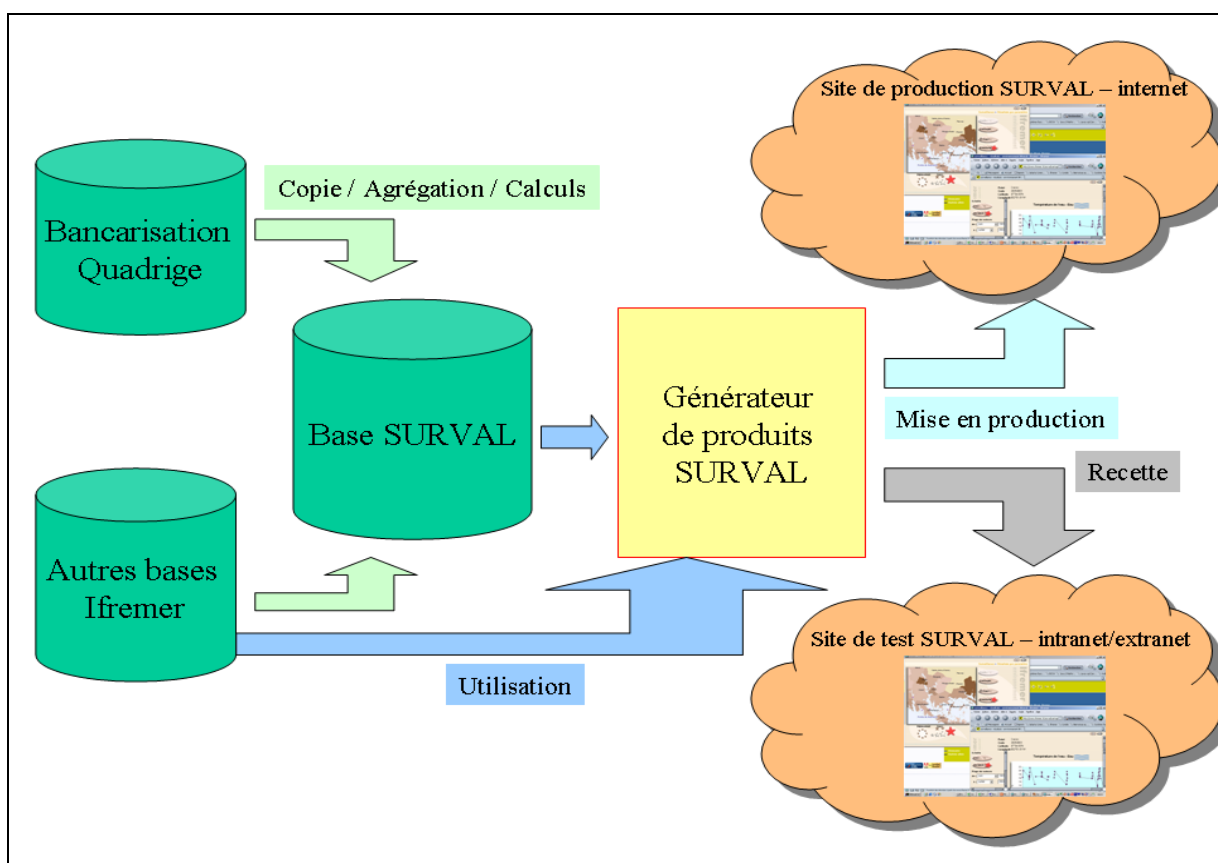 Site de production SURVAL – internet
Copie / Agrégation / Calculs
Bancarisation
Quadrige
Base SURVAL
Générateur
de produits
SURVAL
Mise en production
Recette
Autres bases
Ifremer
Utilisation
Site de test SURVAL – intranet/extranet